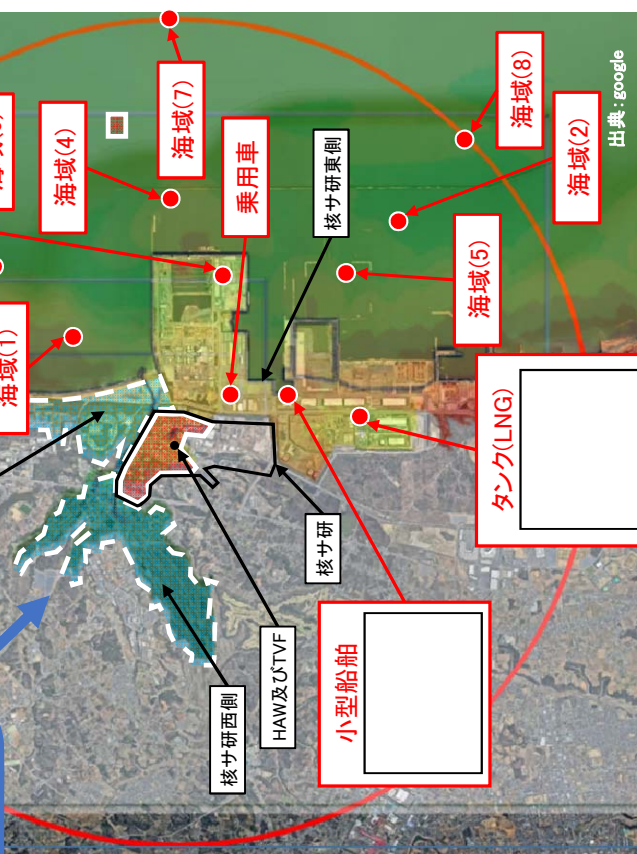 海域(1)
海域(4)
海域(7)
核サ研西側
乗用車
HAW及びTVF
核サ研
核サ研東側
小型船舶
海域(5)
タンク(LNG)
海域(8)
海域(2)
出典:google